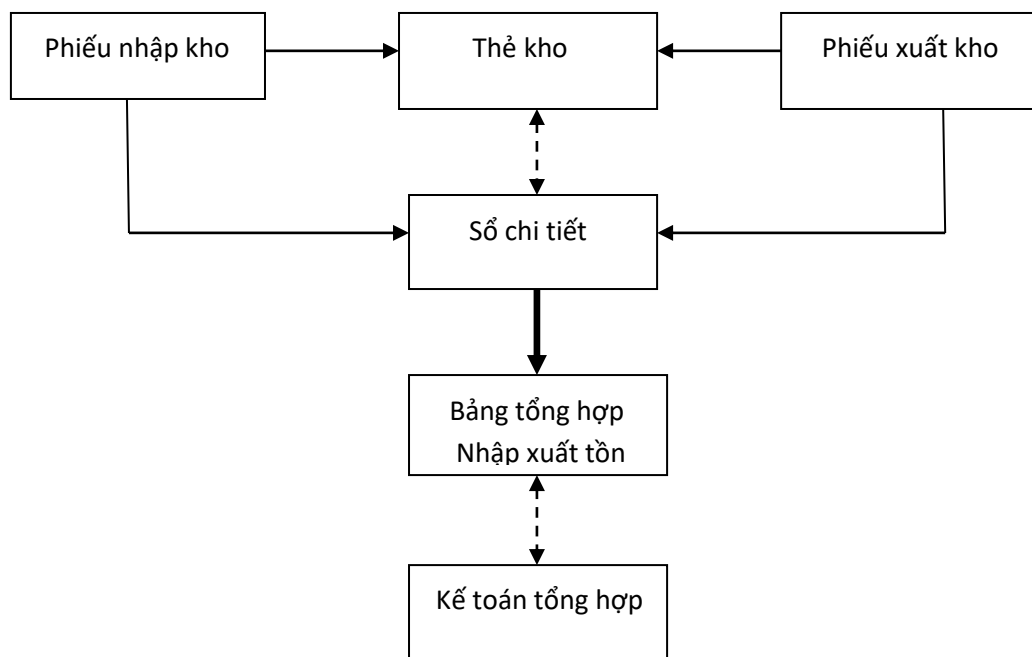 Phiếu nhập kho
Thẻ kho
Phiếu xuất kho
Sổ chi tiết
Bảng tổng hợp
Nhập xuất tồn
Kế toán tổng hợp